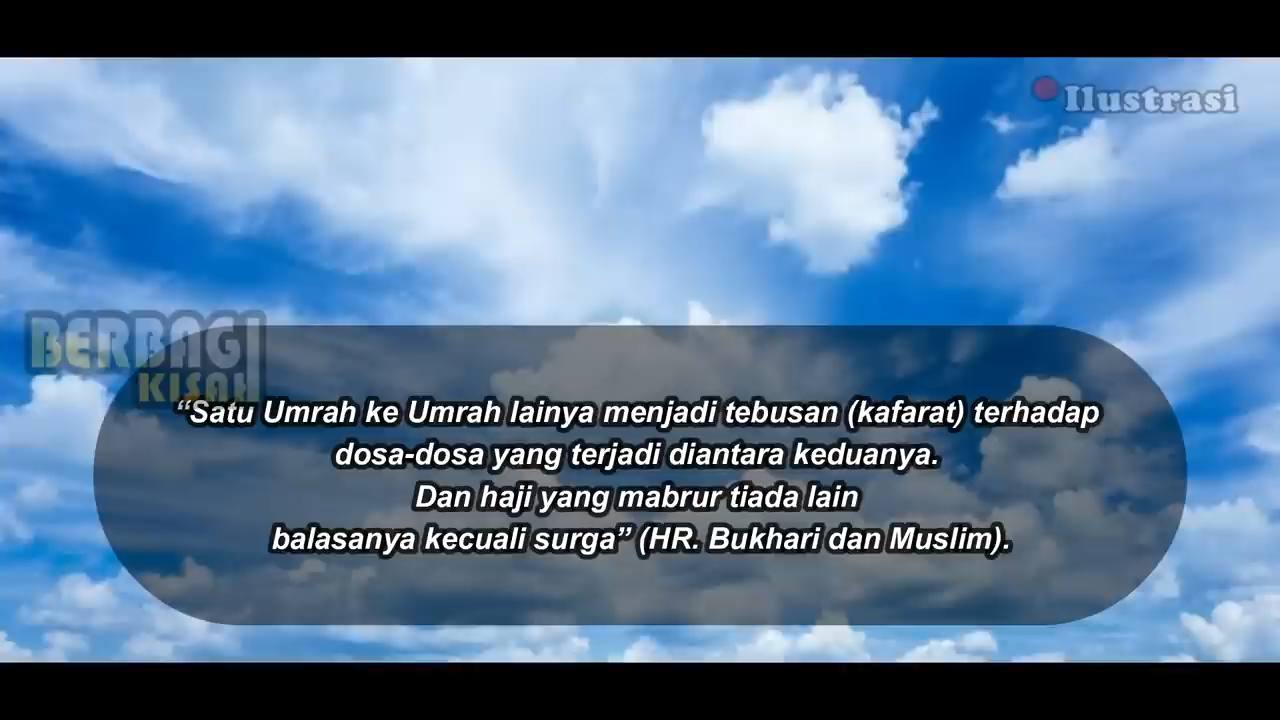 Ilustrasi
BERBAGI
KISAH
“Satu Umrah ke Umrah lainya menjadi tebusan (kafarat) terhadap
dosa-dosa yang terjadi diantara keduanya.
Dan haji yang mabrur tiada lain
balasanya kecuali surga” (HR. Bukhari dan Muslim).